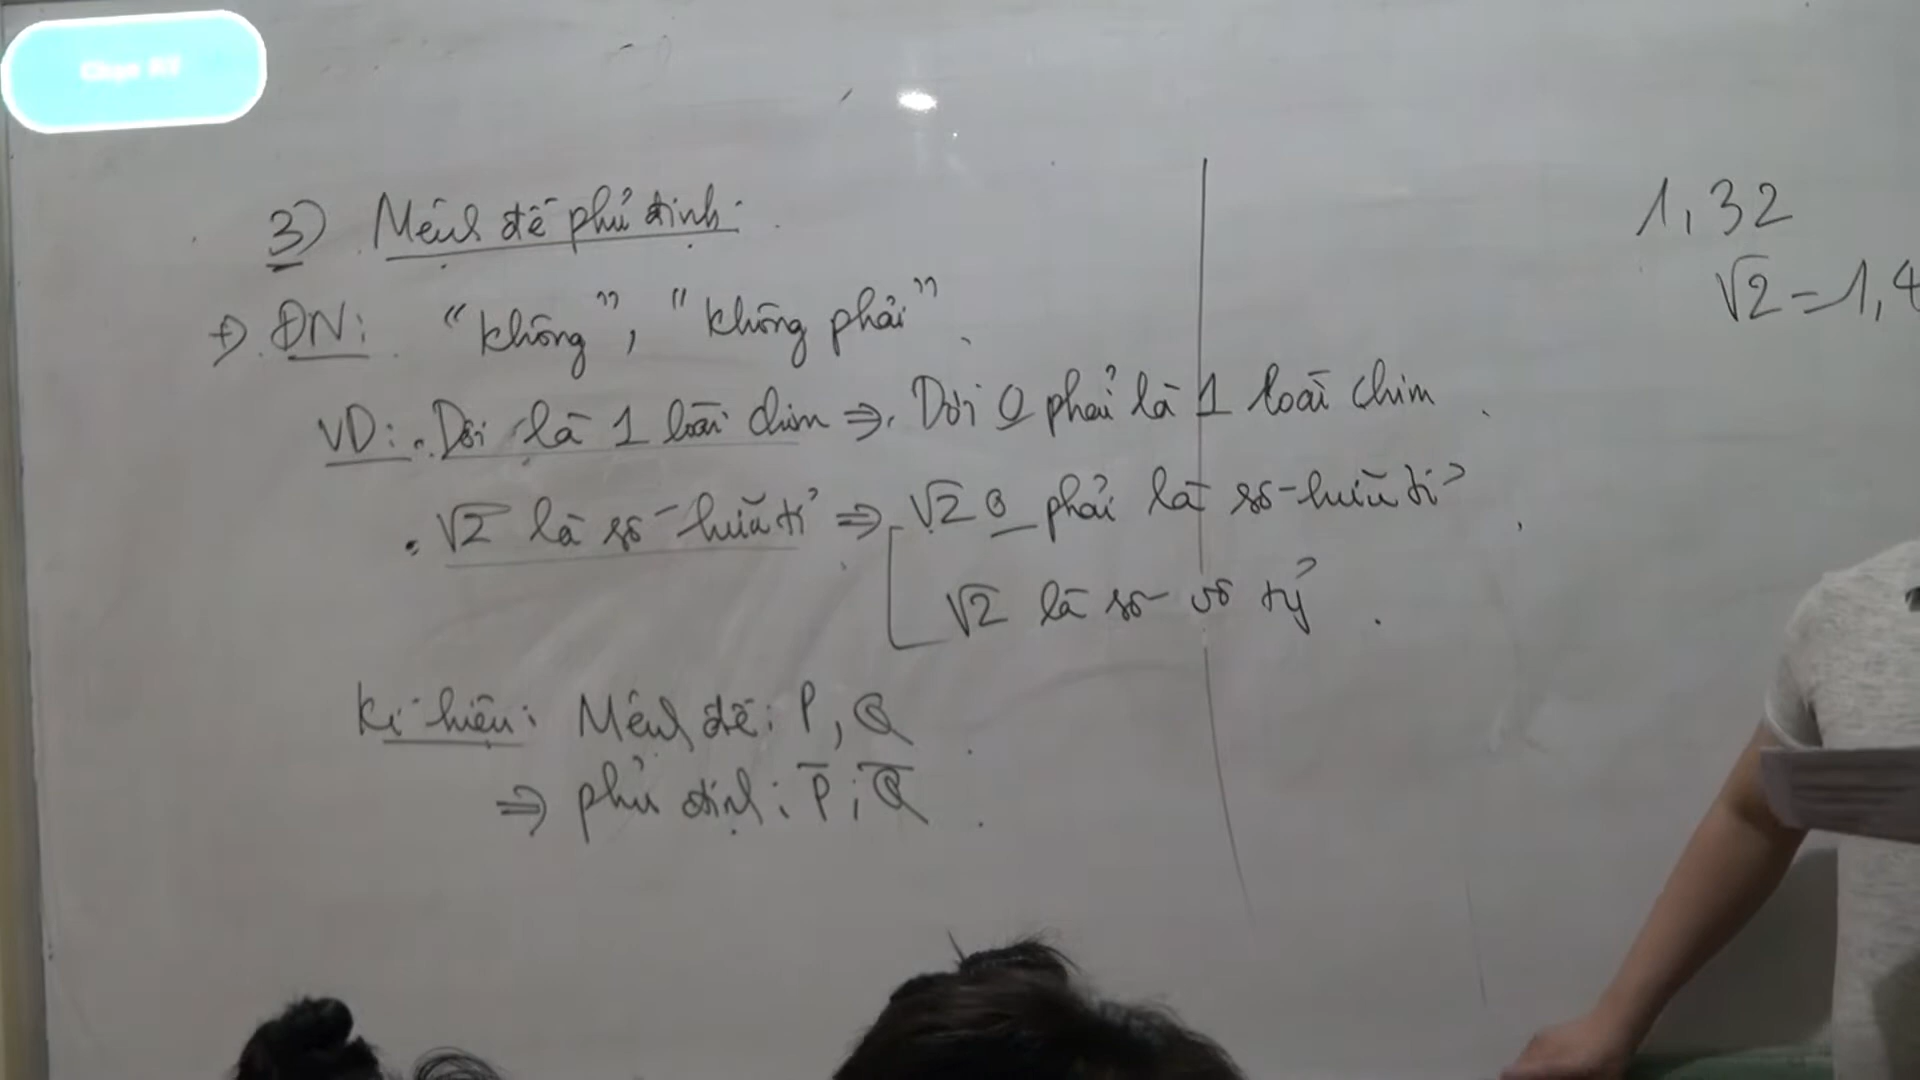 3) Mệnh đề phủ định.
+) ĐN: "không", "không phải".
VD: • Dơi là 1 loài chim => Dơi 0 phải là 1 loài chim.
• √2 là số hữu tỉ => √2 0 phải là số hữu tỉ.
√2 là số vô tỷ.
Kí hiệu: Mệnh đề: P, Q
=> phủ định: P̅; Q̅.
1,32
√2 = 1,4